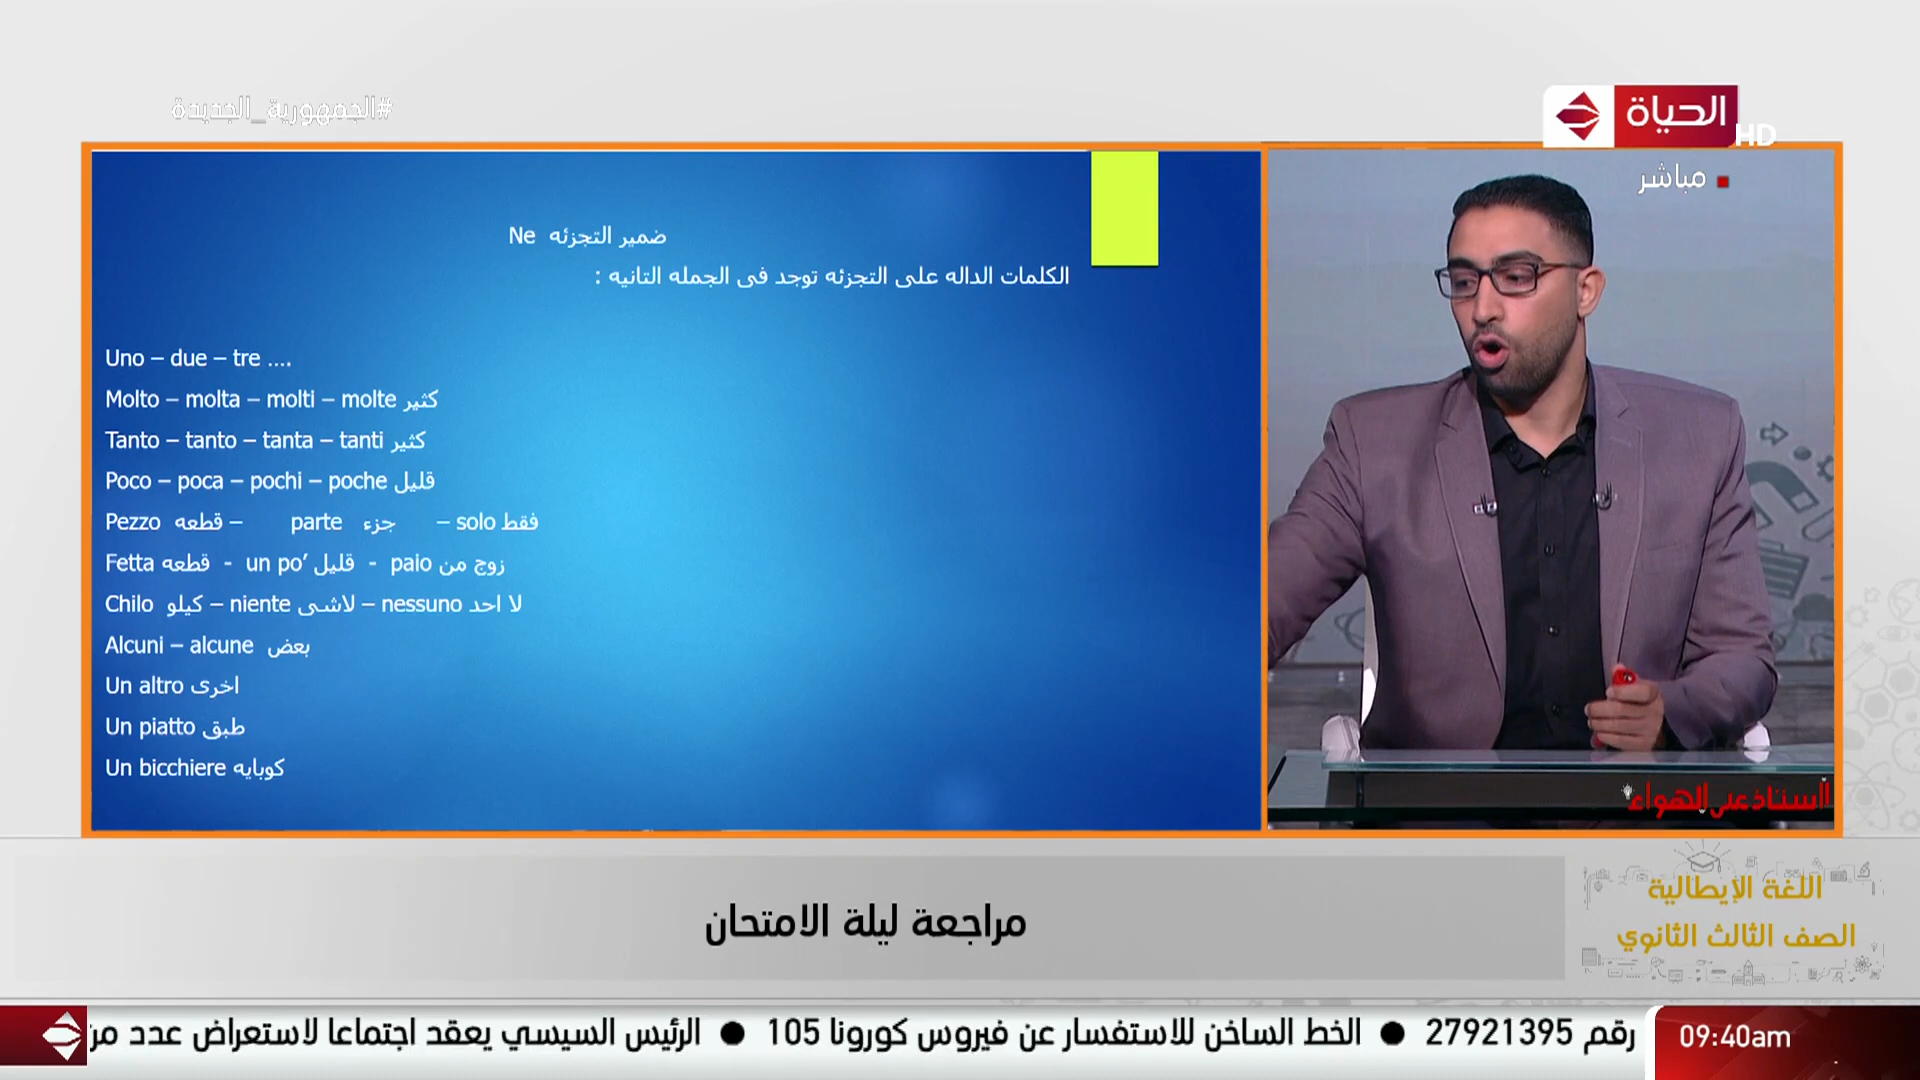 #الجمهورية_الجديدة
الحياة
HD
مباشر
ضمير التجزئه Ne
الكلمات الداله على التجزئه توجد فى الجمله التانيه :
Uno – due – tre ....
Molto – molta – molti – molte كثير
Tanto – tanto – tanta – tanti كثير
Poco – poca – pochi – poche قليل
Pezzo قطعه – parte جزء – solo فقط
Fetta قطعه - un po’ قليل - paio زوج من
Chilo كيلو – niente لاشى – nessuno لا احد
Alcuni – alcune بعض
Un altro اخرى
Un piatto طبق
Un bicchiere كوبايه
الستاذ على الهواء
اللغة الإيطالية
الصف الثالث الثانوي
مراجعة ليلة الامتحان
رقم 27921395 ● الخط الساخن للاستفسار عن فيروس كورونا 105 ● الرئيس السيسي يعقد اجتماعا لاستعراض عدد من
09:40am